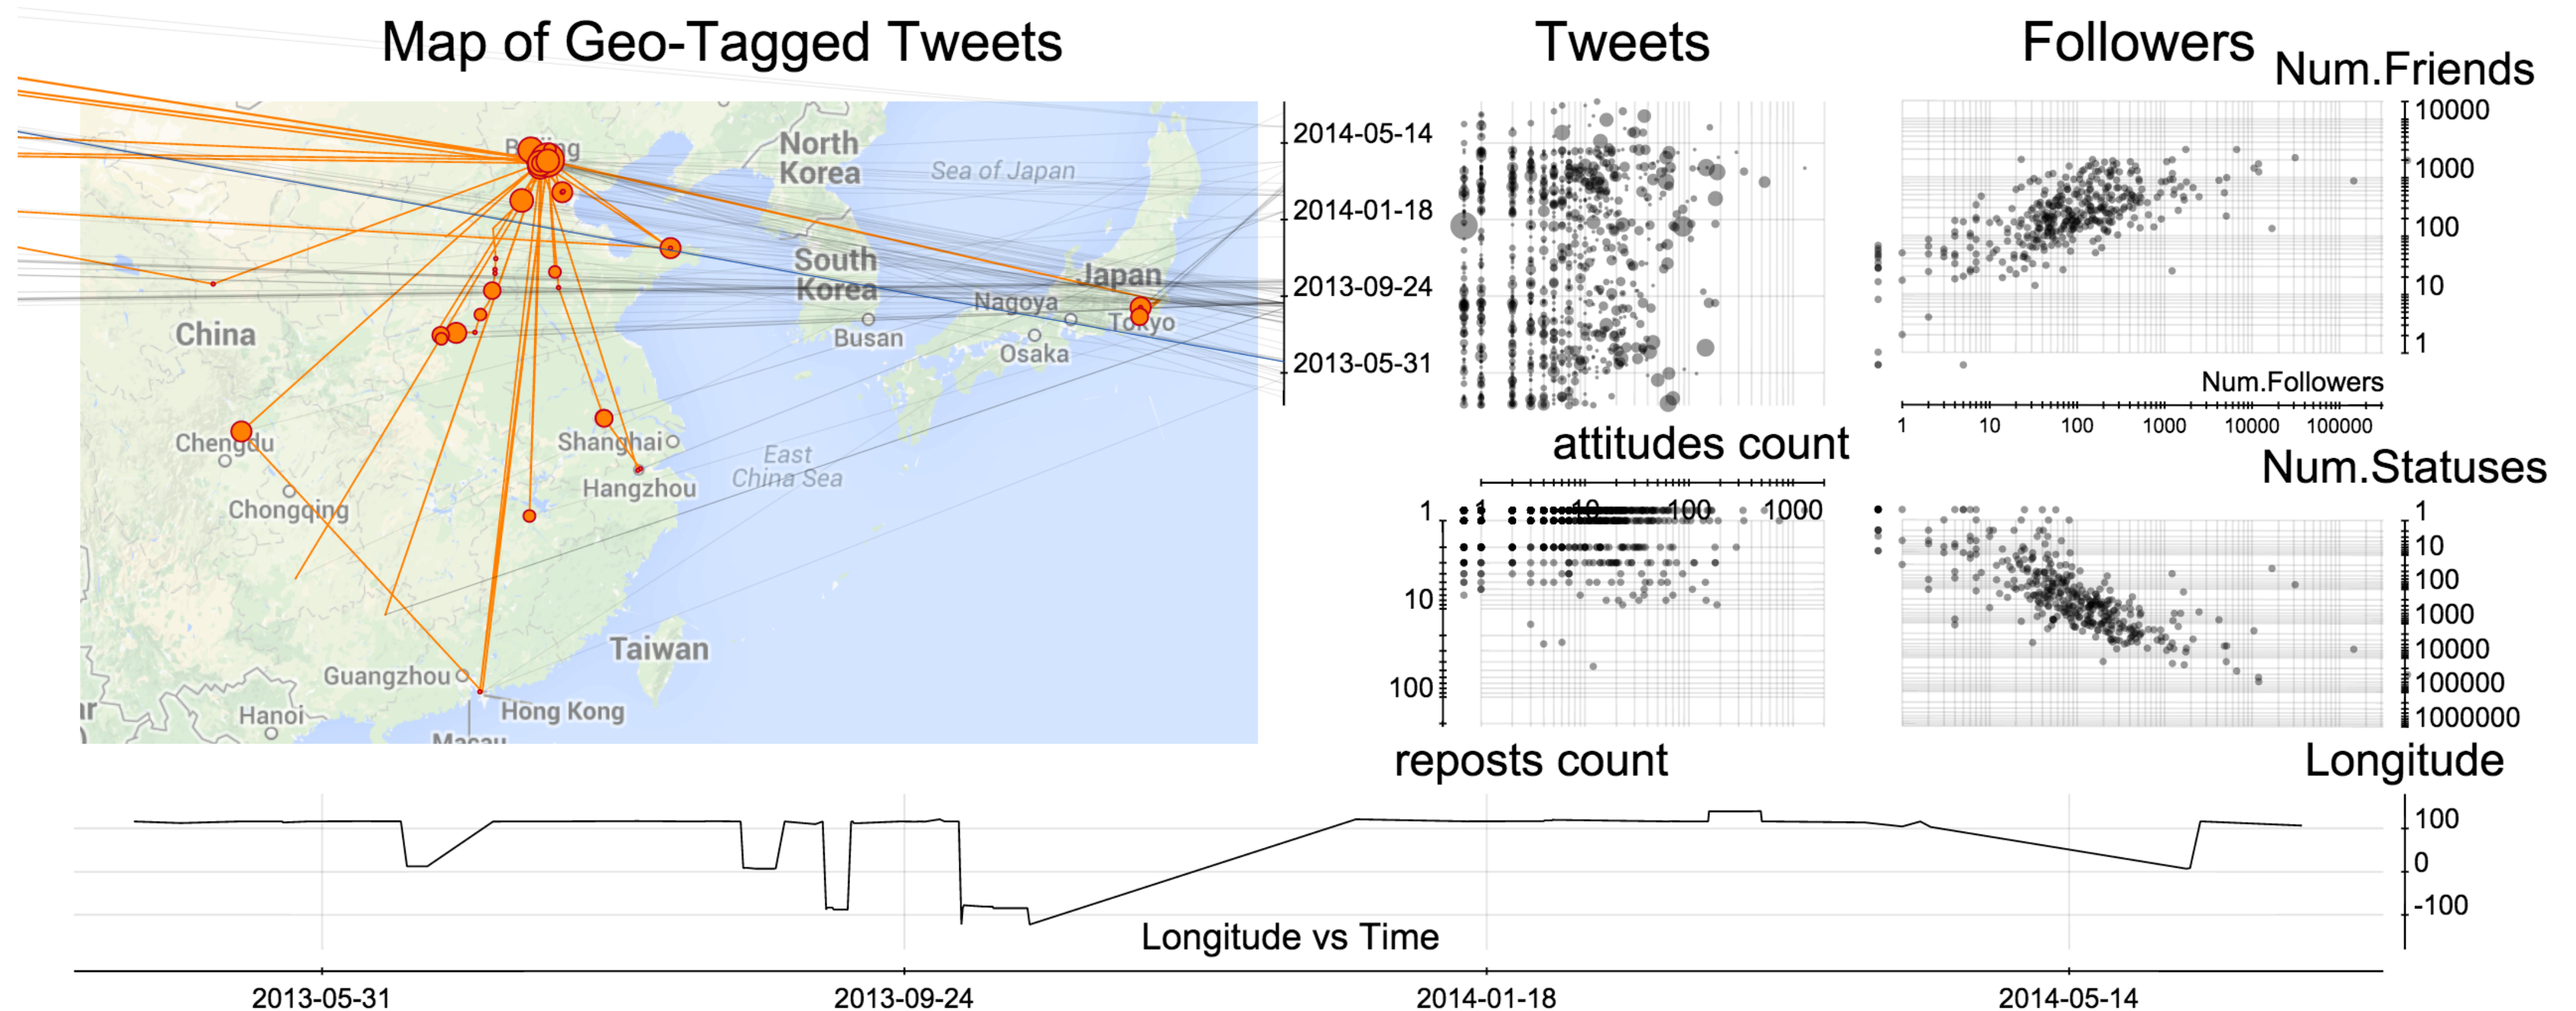 Map of Geo-Tagged Tweets
Tweets
Followers
Num.Friends
Beijing
North
Korea
Sea of Japan
South
Korea
Japan
Nagoya
Tokyo
Busan
Osaka
China
Chengdu
Chongqing
Shanghai
Hangzhou
East
China Sea
Taiwan
Guangzhou
Hong Kong
Hanoi
Macau
ar
2014-05-14
2014-01-18
2013-09-24
2013-05-31
10000
1000
100
10
1
Num.Followers
1 10 100 1000 10000 100000
attitudes count
1 10 100 1000
1
10
100
reposts count
Num.Statuses
1
10
100
1000
10000
100000
1000000
Longitude
100
0
-100
Longitude vs Time
2013-05-31 2013-09-24 2014-01-18 2014-05-14